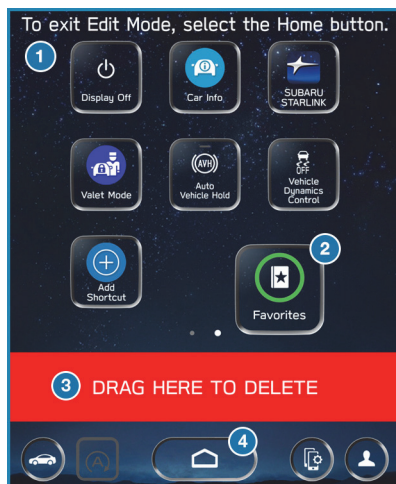 To exit Edit Mode, select the Home button.
1
Display Off
Car Info
SUBARU
STARLINK
Valet Mode
AVH
Auto
Vehicle Hold
OFF
Vehicle
Dynamics
Control
Add
Shortcut
2
Favorites
3 DRAG HERE TO DELETE
4
A